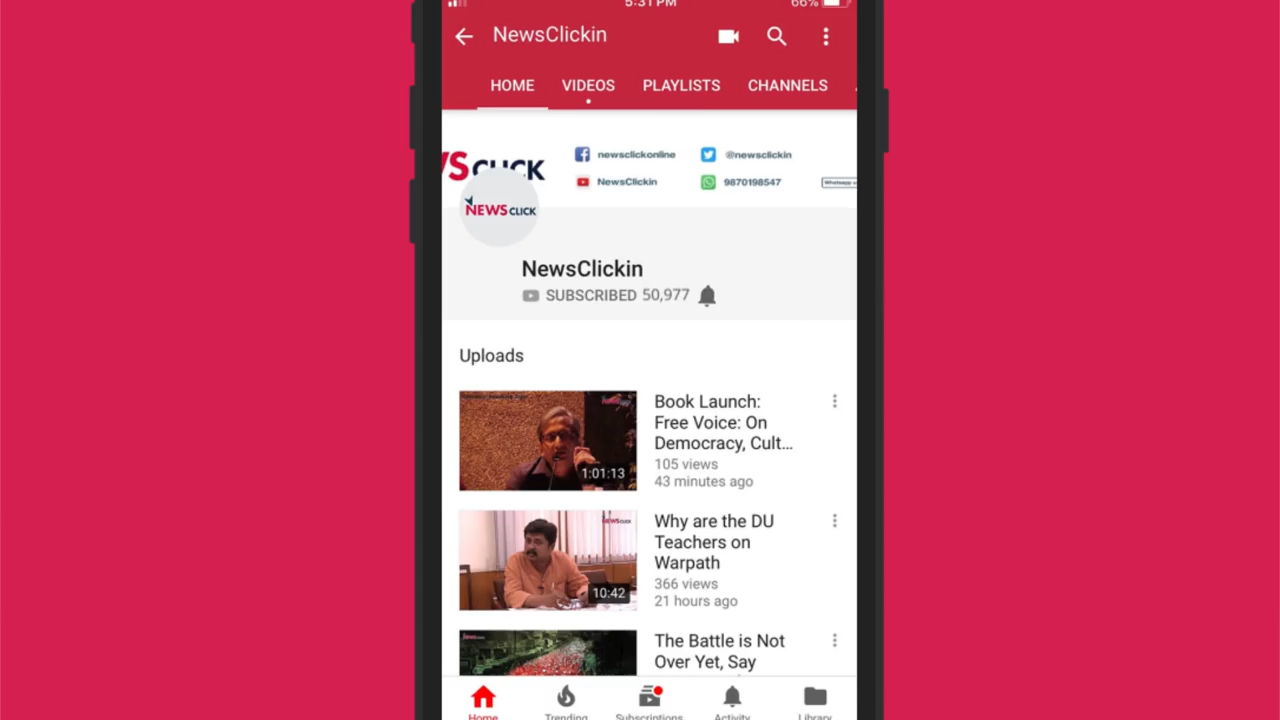 5:31 PM
66%
NewsClickin
HOME VIDEOS PLAYLISTS CHANNELS
S CLICK
newsclickonline
@newsclickin
NewsClickin
9870198547
NEWS CLICK
NewsClickin
SUBSCRIBED 50,977
Uploads
Book Launch:
Free Voice: On
Democracy, Cult...
105 views
43 minutes ago
1:01:13
Why are the DU
Teachers on
Warpath
366 views
21 hours ago
NEWSCLICK
10:42
The Battle is Not
Over Yet, Say
Home Trending Subscriptions Activity Library